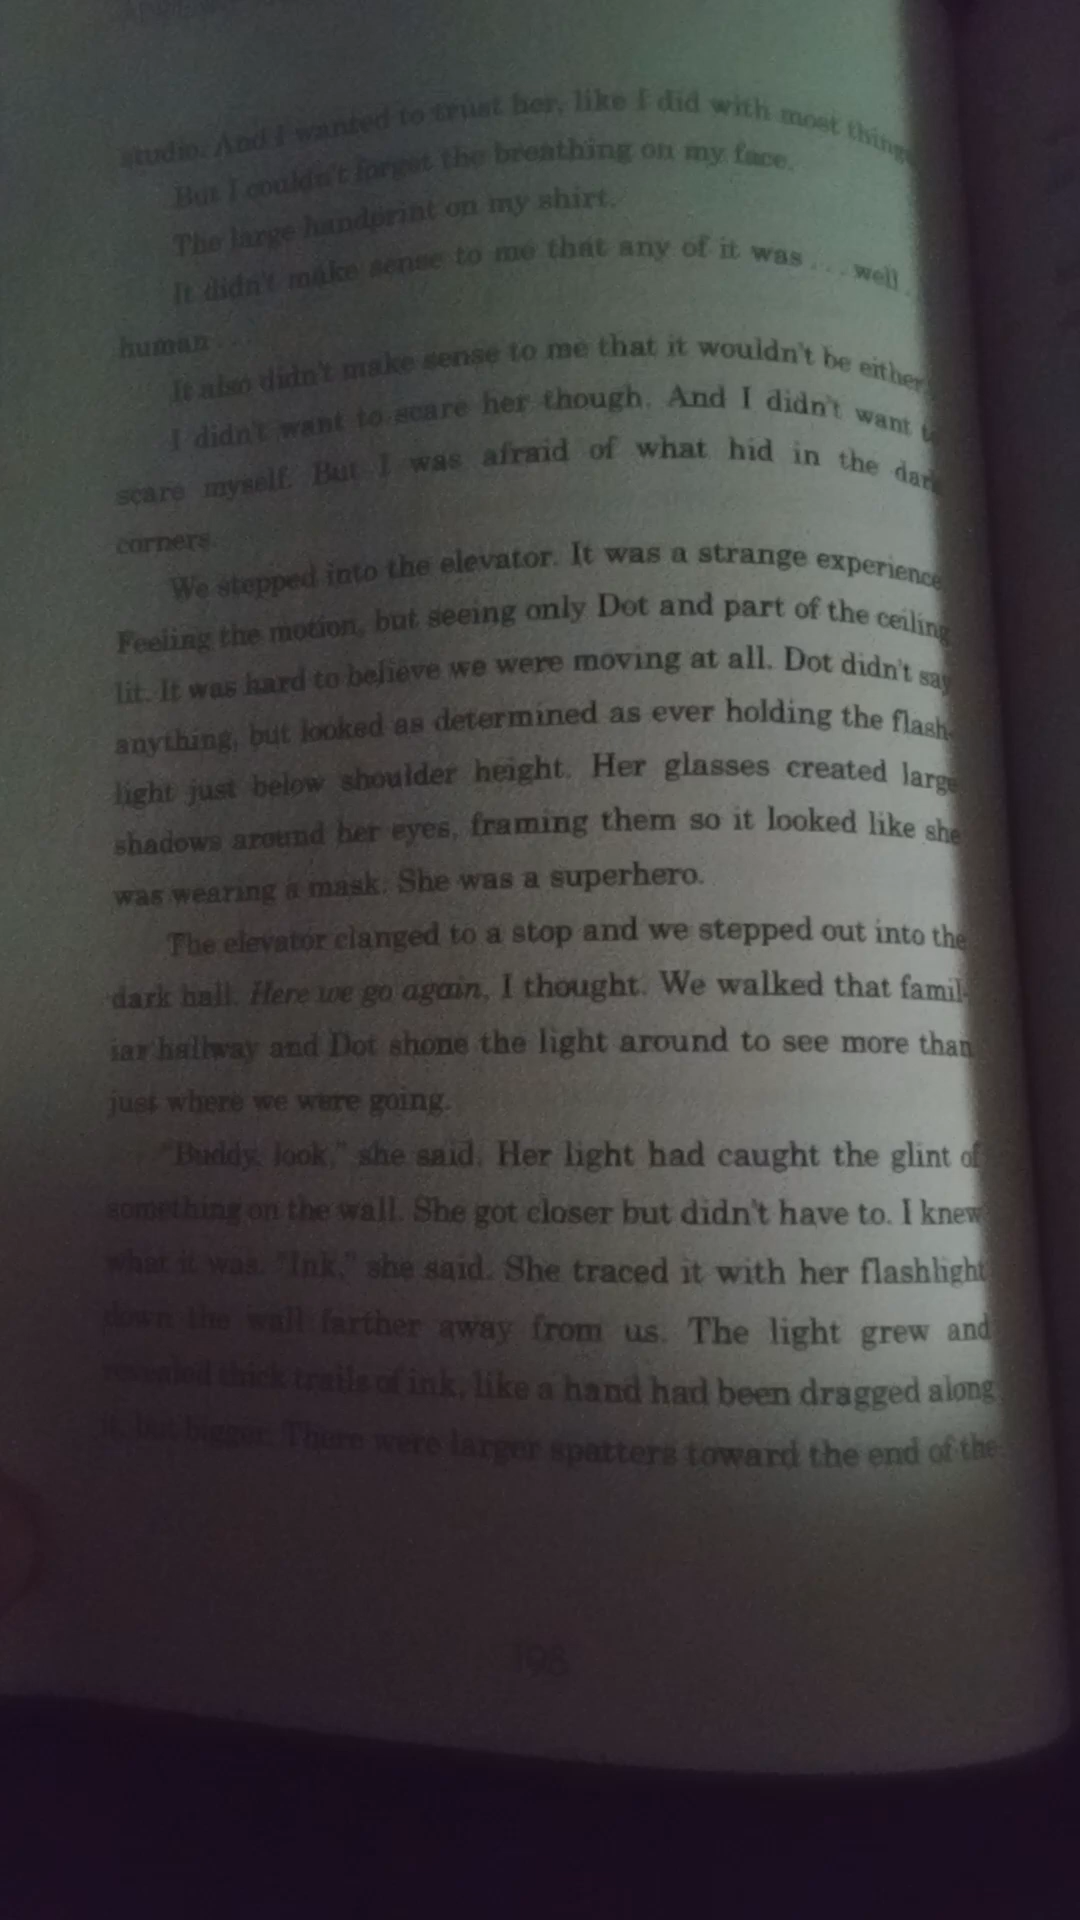 studio. And I wanted to trust her, like I did with most things
But I couldn't forget the breathing on my face.
The large handprint on my shirt.
It didn't make sense to me that any of it was . . . well .
human . . .
It also didn't make sense to me that it wouldn't be either
I didn't want to scare her though. And I didn't want to
scare myself. But I was afraid of what hid in the dark
corners.
We stepped into the elevator. It was a strange experience
Feeling the motion, but seeing only Dot and part of the ceiling
lit. It was hard to believe we were moving at all. Dot didn't say
anything, but looked as determined as ever holding the flash-
light just below shoulder height. Her glasses created large
shadows around her eyes, framing them so it looked like she
was wearing a mask. She was a superhero.
The elevator clanged to a stop and we stepped out into the
dark hall. Here we go again, I thought. We walked that famil-
iar hallway and Dot shone the light around to see more than
just where we were going.
"Buddy, look," she said. Her light had caught the glint of
something on the wall. She got closer but didn't have to. I knew
what it was. "Ink," she said. She traced it with her flashlight
down the wall farther away from us. The light grew and
revealed thick trails of ink, like a hand had been dragged along
it, but bigger. There were larger spatters toward the end of the
198